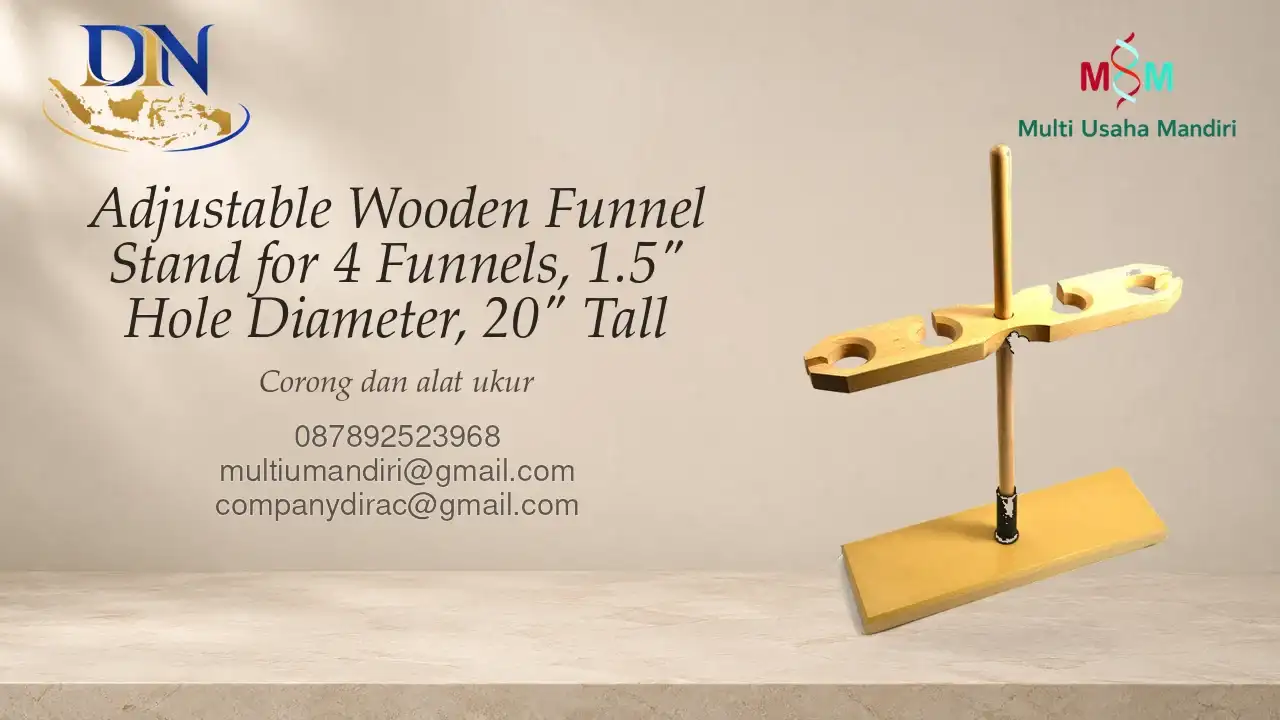 DN
M M
Multi Usaha Mandiri
Adjustable Wooden Funnel
Stand for 4 Funnels, 1.5"
Hole Diameter, 20" Tall
Corong dan alat ukur
087892523968
multiumandiri@gmail.com
companydirac@gmail.com